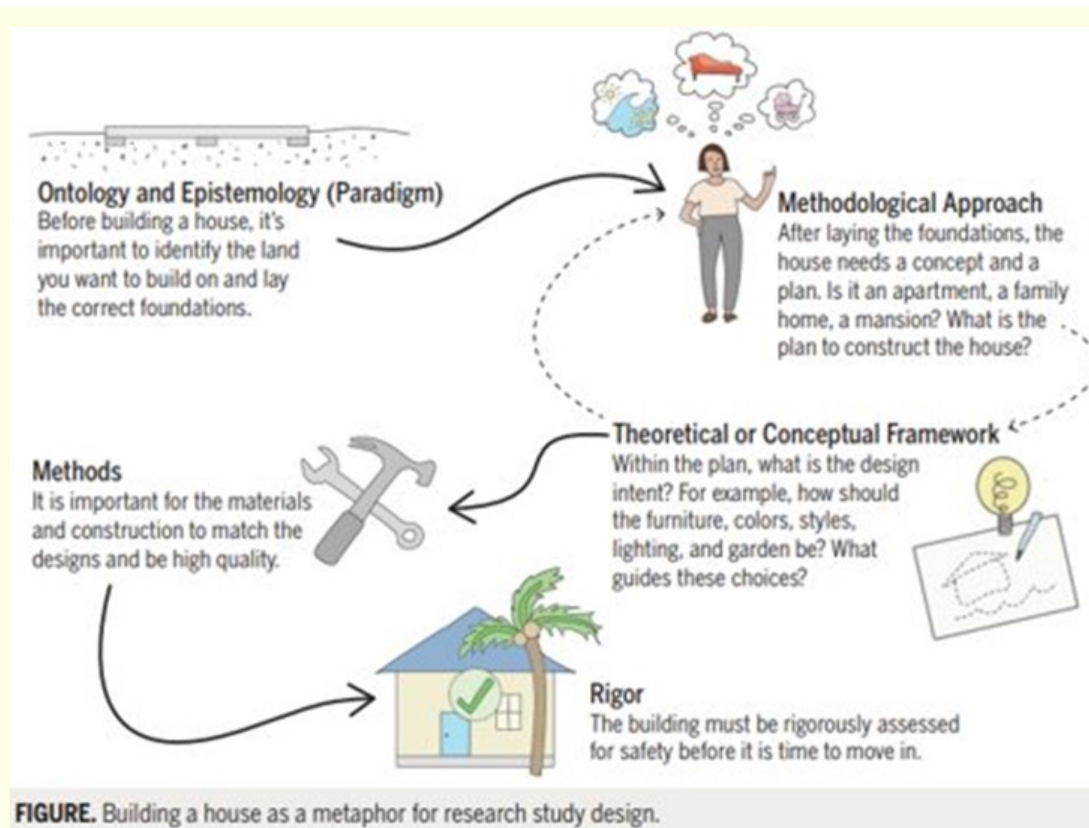 Ontology and Epistemology (Paradigm)
Before building a house, it's
important to identify the land
you want to build on and lay
the correct foundations.
Methodological Approach
After laying the foundations, the
house needs a concept and a
plan. Is it an apartment, a family
home, a mansion? What is the
plan to construct the house?
Theoretical or Conceptual Framework
Within the plan, what is the design
intent? For example, how should
the furniture, colors, styles,
lighting, and garden be? What
guides these choices?
Methods
It is important for the materials
and construction to match the
designs and be high quality.
Rigor
The building must be rigorously assessed
for safety before it is time to move in.
FIGURE. Building a house as a metaphor for research study design.